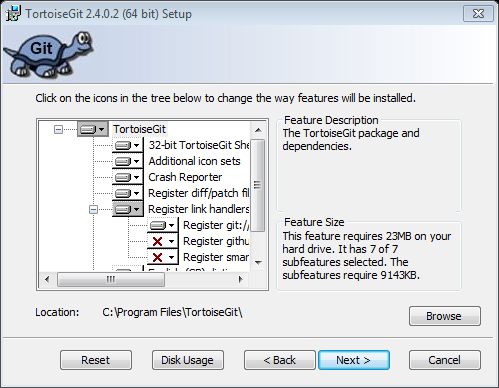 TortoiseGit 2.4.0.2 (64 bit) Setup
Git
Click on the icons in the tree below to change the way features will be installed.
TortoiseGit
32-bit TortoiseGit She
Additional icon sets
Crash Reporter
Register diff/patch fil
Register link handlers
Register git://
Register githu
Register smar
Feature Description
The TortoiseGit package and
dependencies.
Feature Size
This feature requires 23MB on your
hard drive. It has 7 of 7
subfeatures selected. The
subfeatures require 9143KB.
Location: C:\Program Files\TortoiseGit\
Browse
Reset Disk Usage < Back Next > Cancel